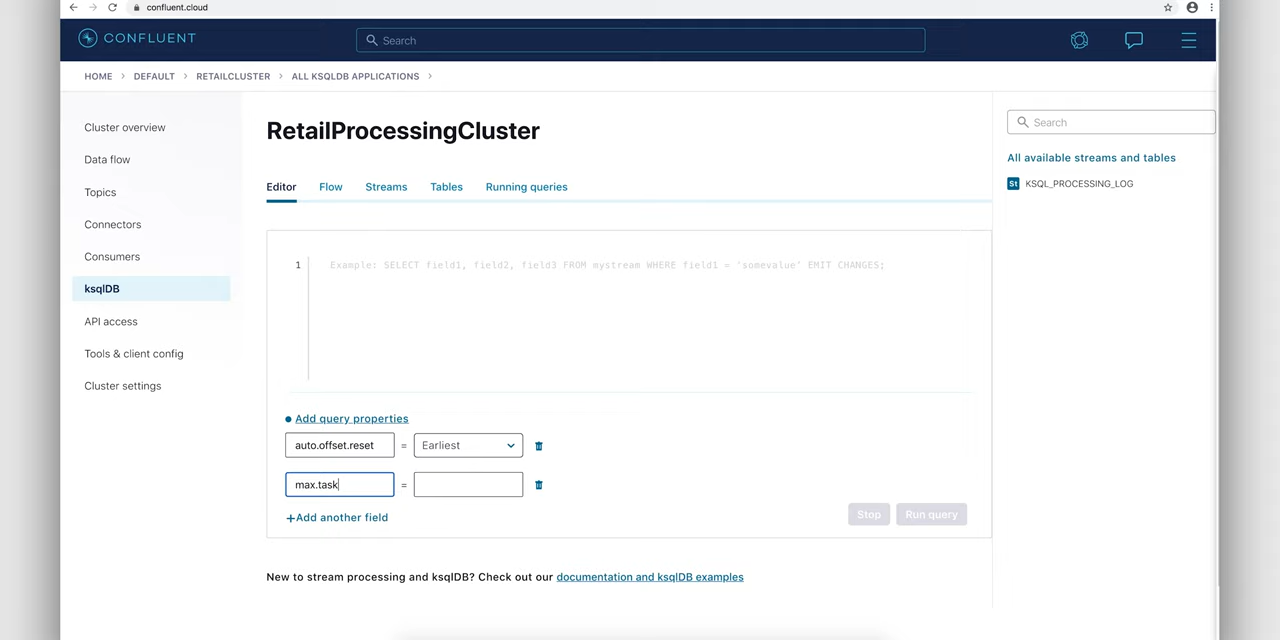 confluent.cloud
CONFLUENT
Search
HOME > DEFAULT > RETAILCLUSTER > ALL KSQLDB APPLICATIONS >
Cluster overview
Data flow
Topics
Connectors
Consumers
ksqlDB
API access
Tools & client config
Cluster settings
RetailProcessingCluster
Editor Flow Streams Tables Running queries
1 Example: SELECT field1, field2, field3 FROM mystream WHERE field1 = 'somevalue' EMIT CHANGES;
Add query properties
auto.offset.reset = Earliest
max.task =
+Add another field
Stop Run query
New to stream processing and ksqlDB? Check out our documentation and ksqlDB examples
Search
All available streams and tables
St KSQL_PROCESSING_LOG